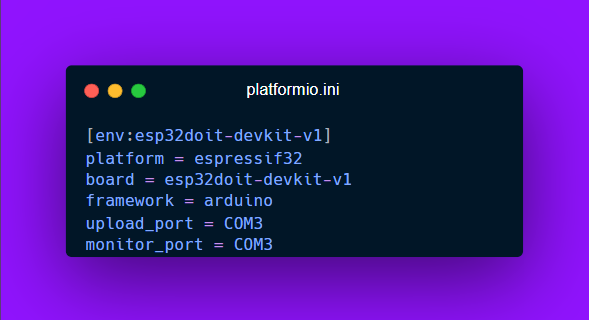 platformio.ini
[env:esp32doit-devkit-v1]
platform = espressif32
board = esp32doit-devkit-v1
framework = arduino
upload_port = COM3
monitor_port = COM3